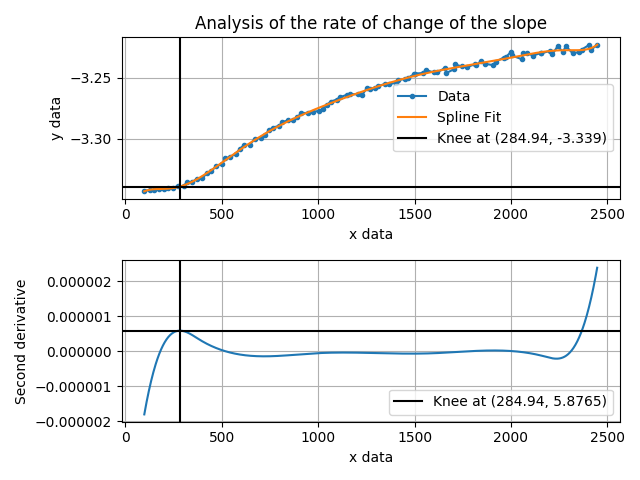 Analysis of the rate of change of the slope
y data
−3.25
−3.30
Data
Spline Fit
Knee at (284.94, -3.339)
0
500
1000
1500
2000
2500
x data
Second derivative
0.000002
0.000001
0.000000
−0.000001
−0.000002
Knee at (284.94, 5.8765)
0
500
1000
1500
2000
2500
x data